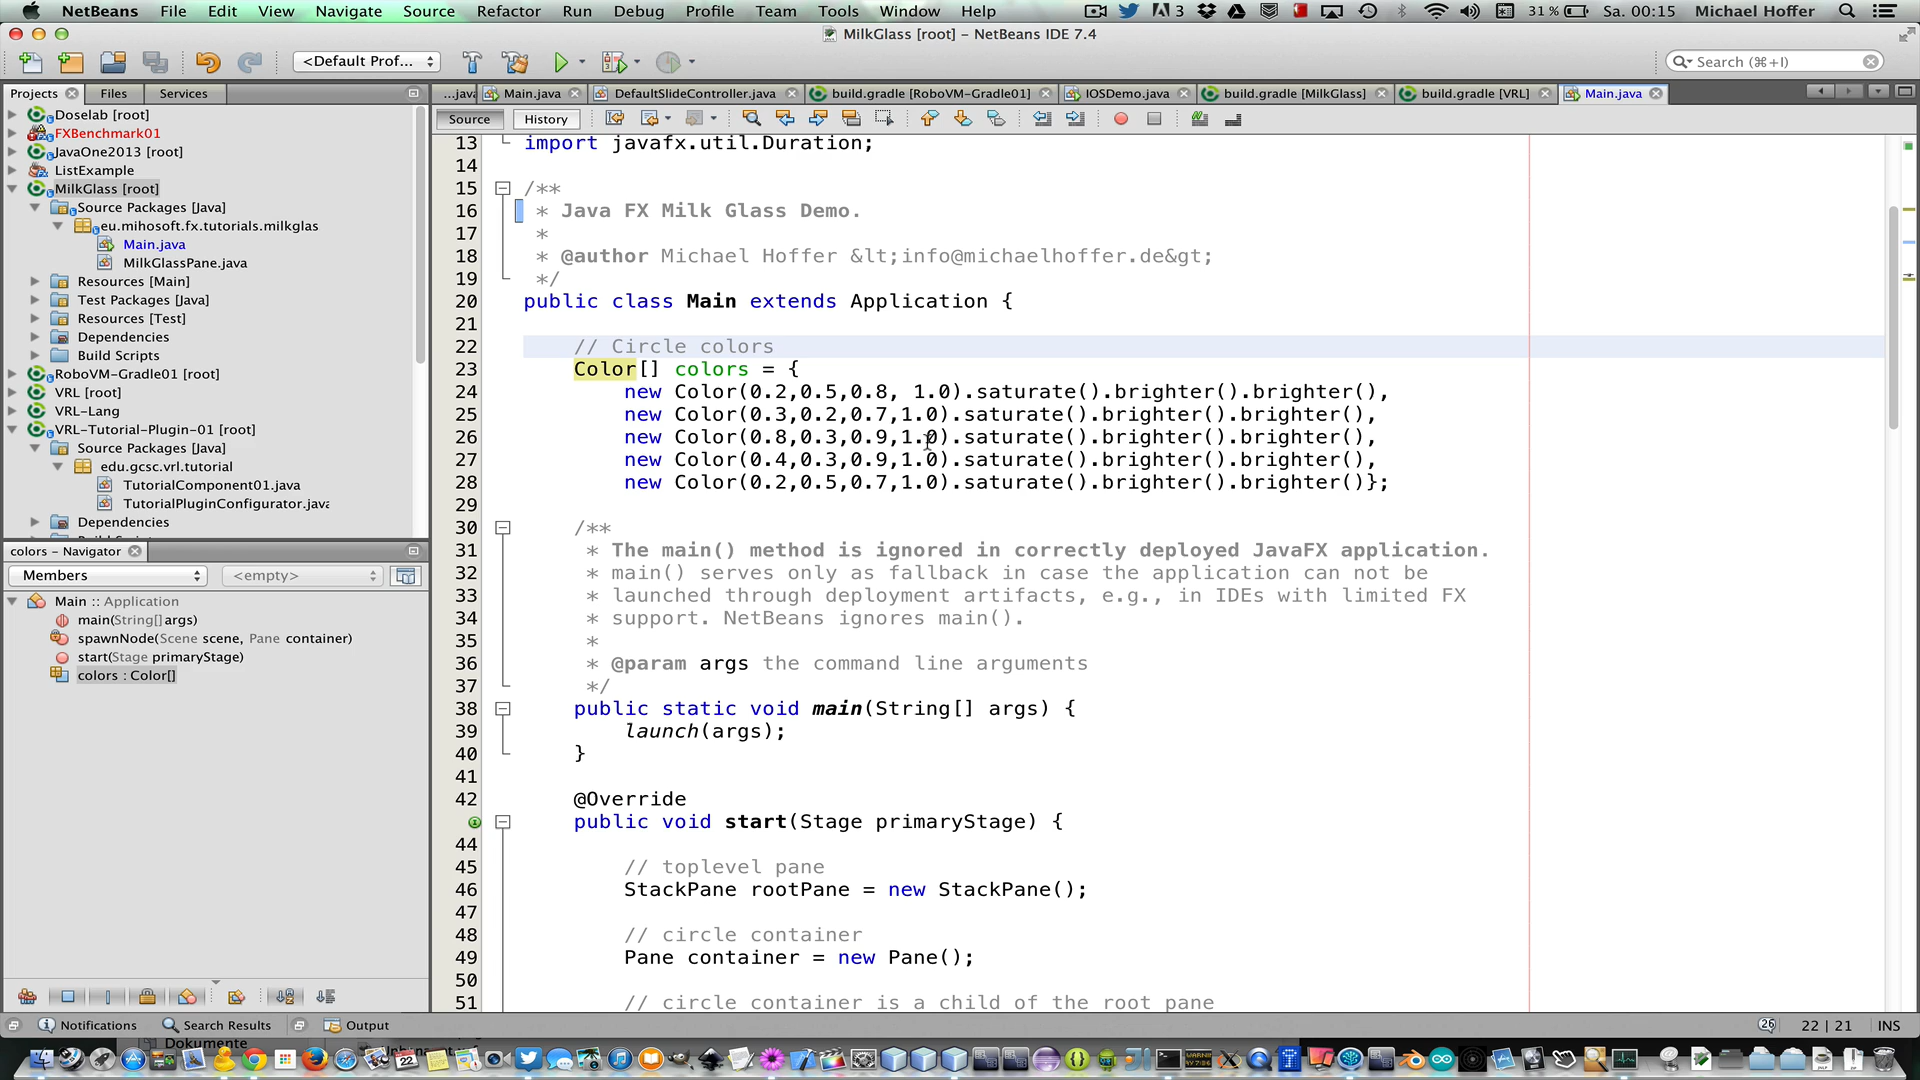 NetBeans File Edit View Navigate Source Refactor Run Debug Profile Team Tools Window Help 3 31% Sa. 00:15 Michael Hoffer
MilkGlass [root] - NetBeans IDE 7.4
<Default Prof... Search (⌘+I)
Projects Files Services
...java Main.java DefaultSlideController.java build.gradle [RoboVM-Gradle01] IOSDemo.java build.gradle [MilkGlass] build.gradle [VRL] Main.java
Source History
Doselab [root]
FXBenchmark01
JavaOne2013 [root]
ListExample
MilkGlass [root]
Source Packages [Java]
eu.mihosoft.fx.tutorials.milkglas
Main.java
MilkGlassPane.java
Resources [Main]
Test Packages [Java]
Resources [Test]
Dependencies
Build Scripts
RoboVM-Gradle01 [root]
VRL [root]
VRL-Lang
VRL-Tutorial-Plugin-01 [root]
Source Packages [Java]
edu.gcsc.vrl.tutorial
TutorialComponent01.java
TutorialPluginConfigurator.java
Dependencies
colors - Navigator
Members <empty>
Main :: Application
main(String[] args)
spawnNode(Scene scene, Pane container)
start(Stage primaryStage)
colors : Color[]
13 import javafx.util.Duration;
14
15 /**
16 * Java FX Milk Glass Demo.
17 *
18 * @author Michael Hoffer &lt;info@michaelhoffer.de&gt;
19 */
20 public class Main extends Application {
21
22 // Circle colors
23 Color[] colors = {
24 new Color(0.2,0.5,0.8, 1.0).saturate().brighter().brighter(),
25 new Color(0.3,0.2,0.7,1.0).saturate().brighter().brighter(),
26 new Color(0.8,0.3,0.9,1.0).saturate().brighter().brighter(),
27 new Color(0.4,0.3,0.9,1.0).saturate().brighter().brighter(),
28 new Color(0.2,0.5,0.7,1.0).saturate().brighter().brighter()};
29
30 /**
31 * The main() method is ignored in correctly deployed JavaFX application.
32 * main() serves only as fallback in case the application can not be
33 * launched through deployment artifacts, e.g., in IDEs with limited FX
34 * support. NetBeans ignores main().
35 *
36 * @param args the command line arguments
37 */
38 public static void main(String[] args) {
39 launch(args);
40 }
41
42 @Override
public void start(Stage primaryStage) {
44
45 // toplevel pane
46 StackPane rootPane = new StackPane();
47
48 // circle container
49 Pane container = new Pane();
50
51 // circle container is a child of the root pane
Notifications Search Results Output 26 22 | 21 INS
Dokumente